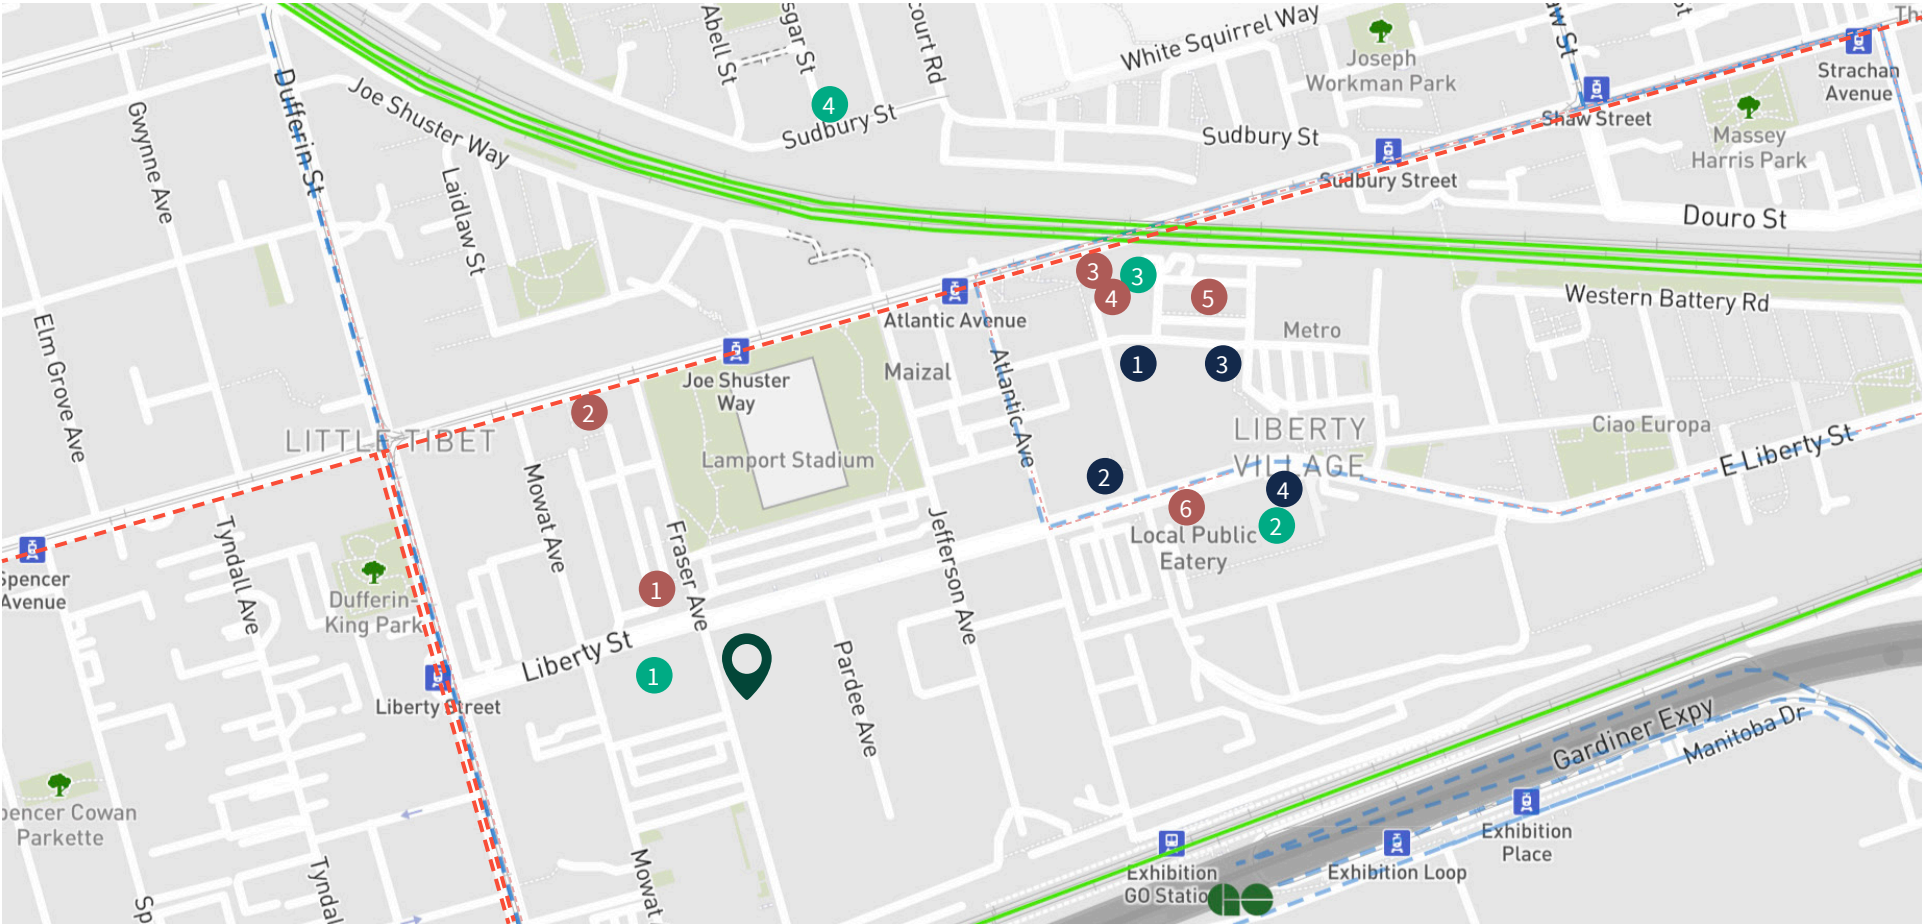 Abell St
sgar St
court Rd
White Squirrel Way
Joseph
Workman Park
aw St
St
Th
Strachan
Avenue
Dufferin St
Joe Shuster Way
4
Sudbury St
Sudbury St
Shaw Street
Massey
Harris Park
Gwynne Ave
Laidlaw St
Sudbury Street
Douro St
3
3
4
5
Western Battery Rd
Elm Grove Ave
Atlantic Avenue
Metro
Joe Shuster
Way
Maizal
Atlantic Ave
1
3
2
LITTLE TIBET
Lamport Stadium
LIBERTY
VILLAGE
Ciao Europa
E Liberty St
Mowat Ave
2
4
6
2
Local Public
Eatery
Spencer
Avenue
Tyndall Ave
Fraser Ave
Jefferson Ave
Dufferin-
King Park
1
Liberty St
1
Pardee Ave
Liberty Street
Gardiner Expy
Manitoba Dr
pencer Cowan
Parkette
Exhibition
Place
Exhibition
GO Statio
Exhibition Loop
Sp
Tyndal
Mowat